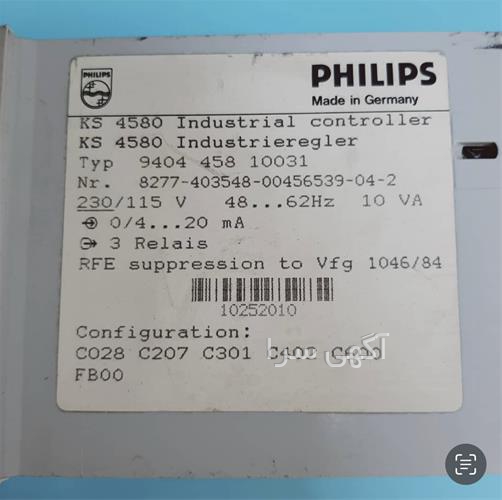 PHILIPS
PHILIPS
Made in Germany
KS 4580 Industrial controller
KS 4580 Industrieregler
Typ 9404 458 10031
Nr. 8277-403548-00456539-04-2
230/115 V 48...62Hz 10 VA
0/4...20 mA
3 Relais
RFE suppression to Vfg 1046/84
10252010
Configuration:
C028 C207 C301
FB00
آگهی سرا